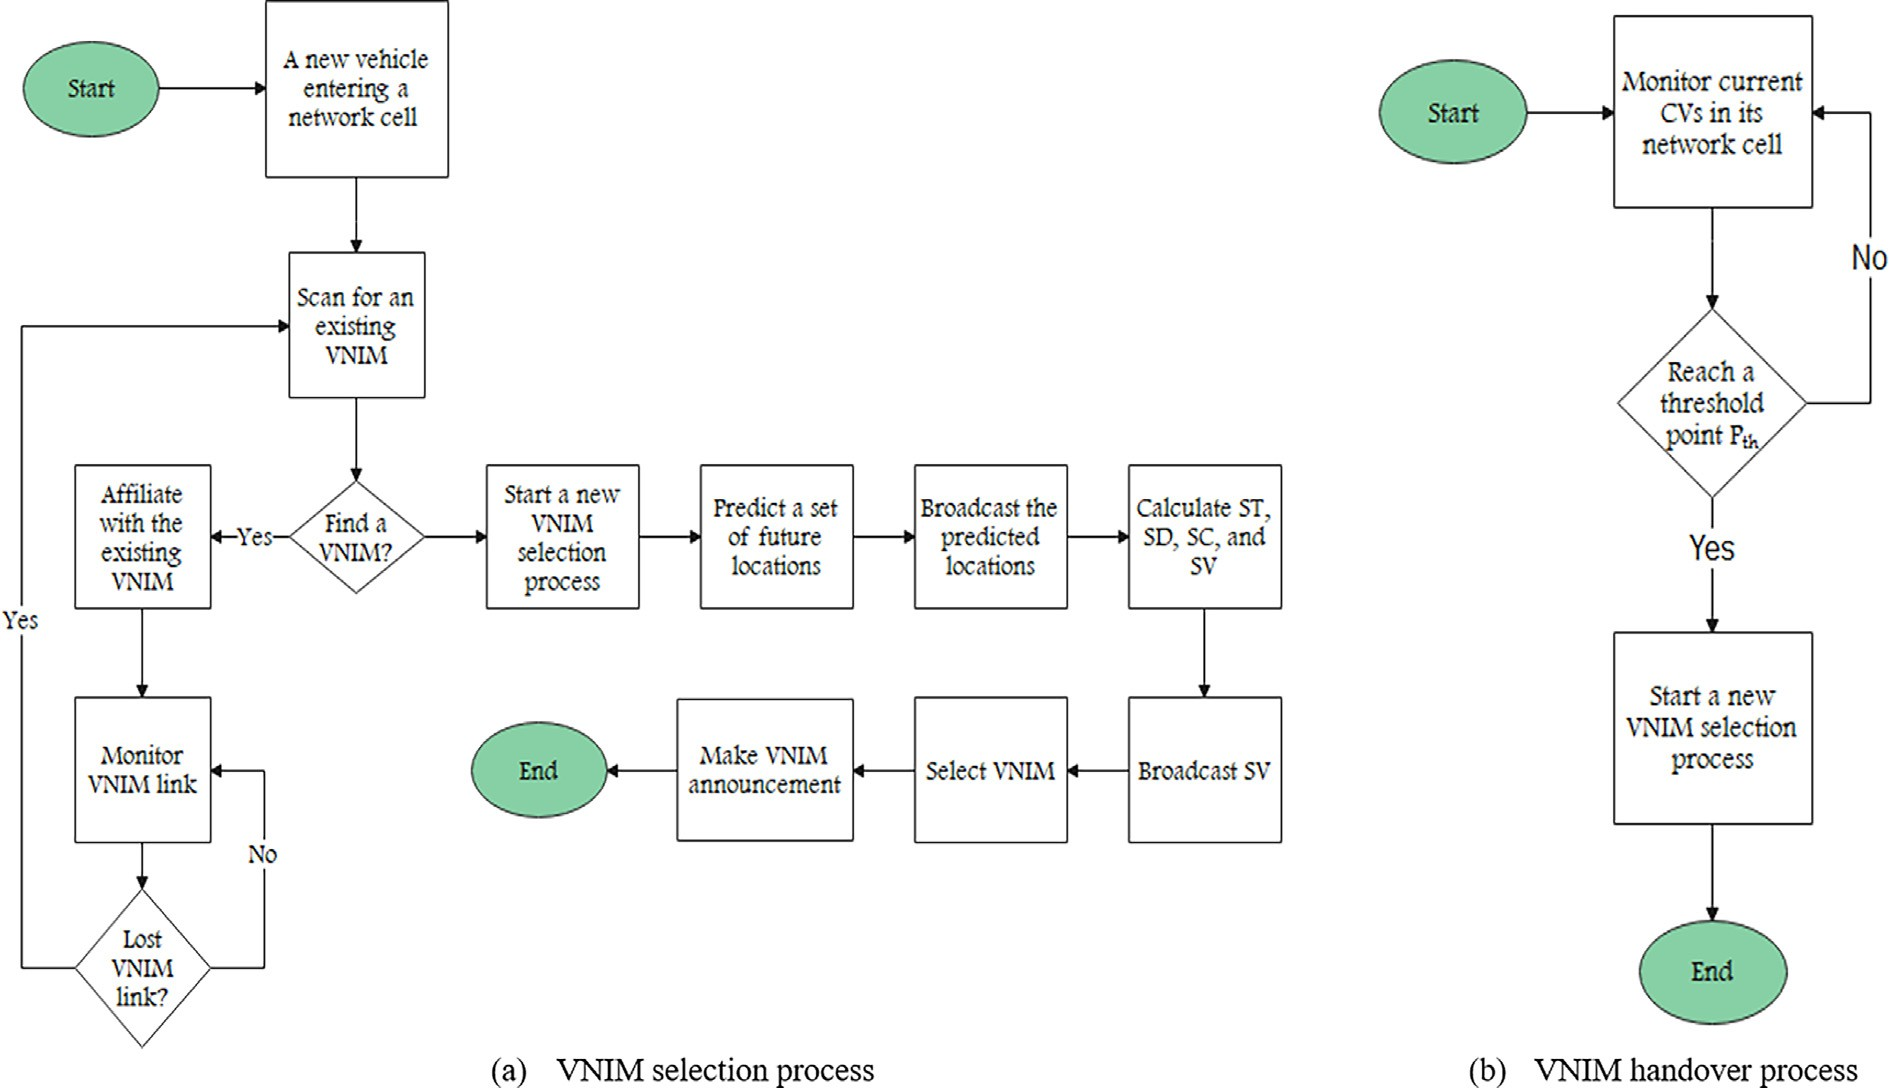 Start
A new vehicle
entering a
network cell
Scan for an
existing
VNIM
Find a
VNIM?
Yes
Affiliate
with the
existing
VNIM
Monitor
VNIM link
Lost
VNIM
link?
No
Yes
Start a new
VNIM
selection
process
Predict a set
of future
locations
Broadcast the
predicted
locations
Calculate ST,
SD, SC, and
SV
Broadcast SV
Select VNIM
Make VNIM
announcement
End
(a) VNIM selection process
Start
Monitor current
CVs in its
network cell
No
Reach a
threshold
point Pth
Yes
Start a new
VNIM selection
process
End
(b) VNIM handover process